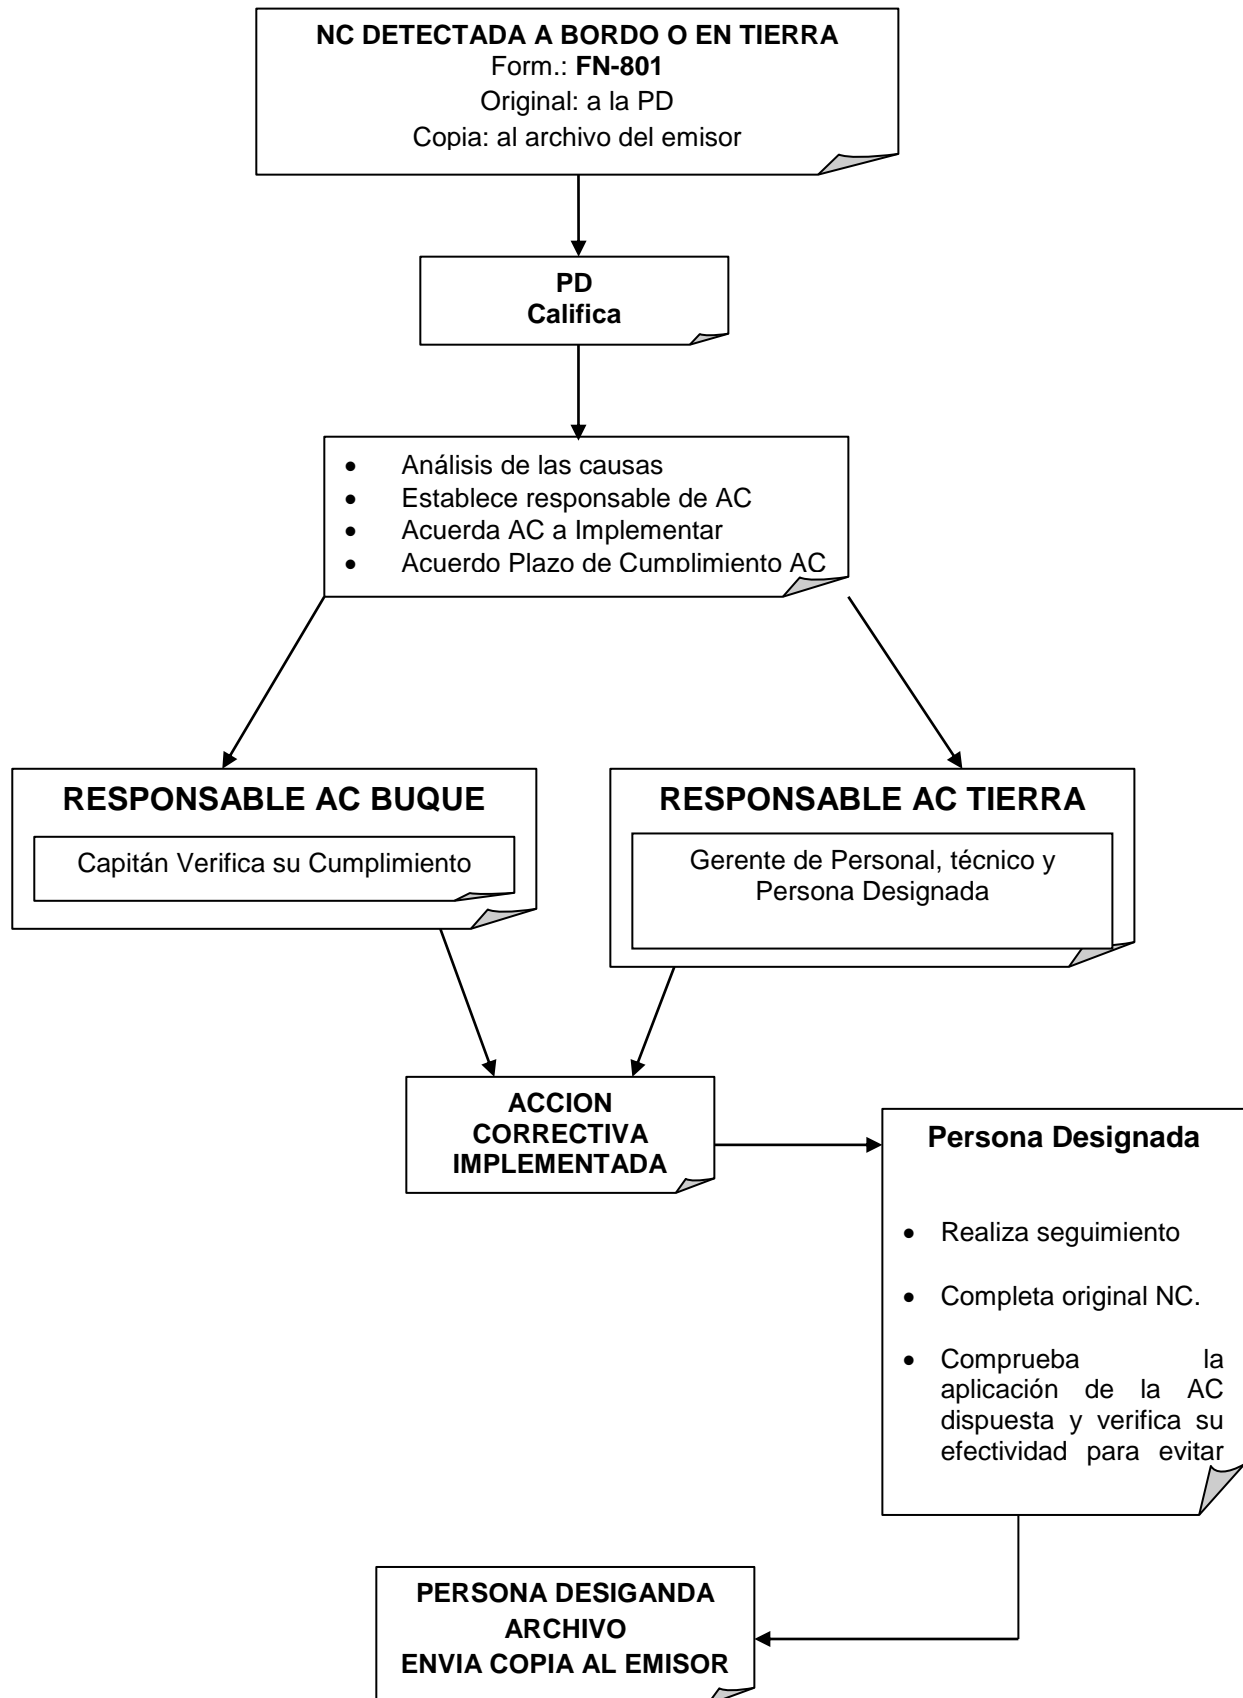 NC DETECTADA A BORDO O EN TIERRA
Form.: FN-801
Original: a la PD
Copia: al archivo del emisor
PD
Califica
• Análisis de las causas
• Establece responsable de AC
• Acuerda AC a Implementar
• Acuerdo Plazo de Cumplimiento AC
RESPONSABLE AC BUQUE
Capitán Verifica su Cumplimiento
RESPONSABLE AC TIERRA
Gerente de Personal, técnico y
Persona Designada
ACCION
CORRECTIVA
IMPLEMENTADA
Persona Designada
• Realiza seguimiento
• Completa original NC.
• Comprueba la
aplicación de la AC
dispuesta y verifica su
efectividad para evitar
PERSONA DESIGANDA
ARCHIVO
ENVIA COPIA AL EMISOR